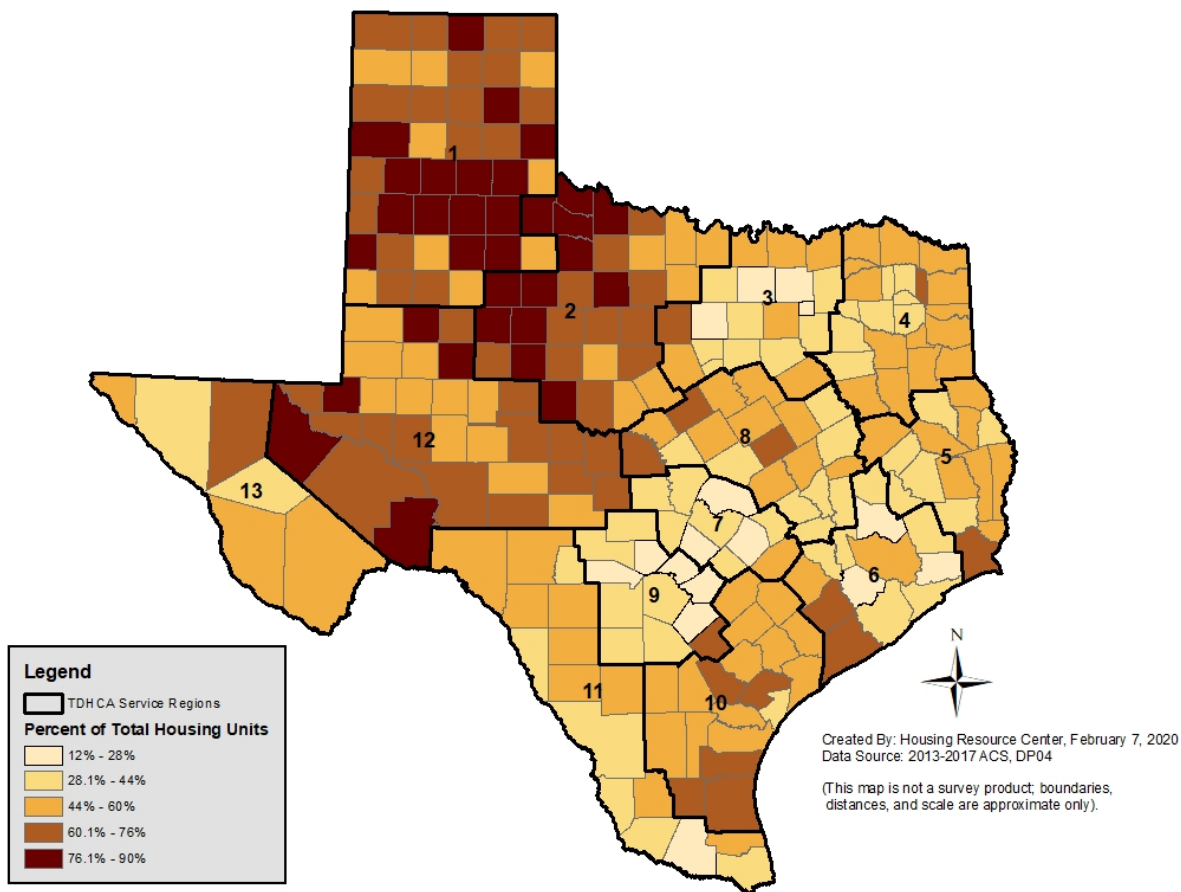 1
2
3
4
5
6
7
8
9
10
11
12
13
N
Legend
TDHCA Service Regions
Percent of Total Housing Units
12% - 28%
28.1% - 44%
44% - 60%
60.1% - 76%
76.1% - 90%
Created By: Housing Resource Center, February 7, 2020
Data Source: 2013-2017 ACS, DP04
(This map is not a survey product; boundaries,
distances, and scale are approximate only).